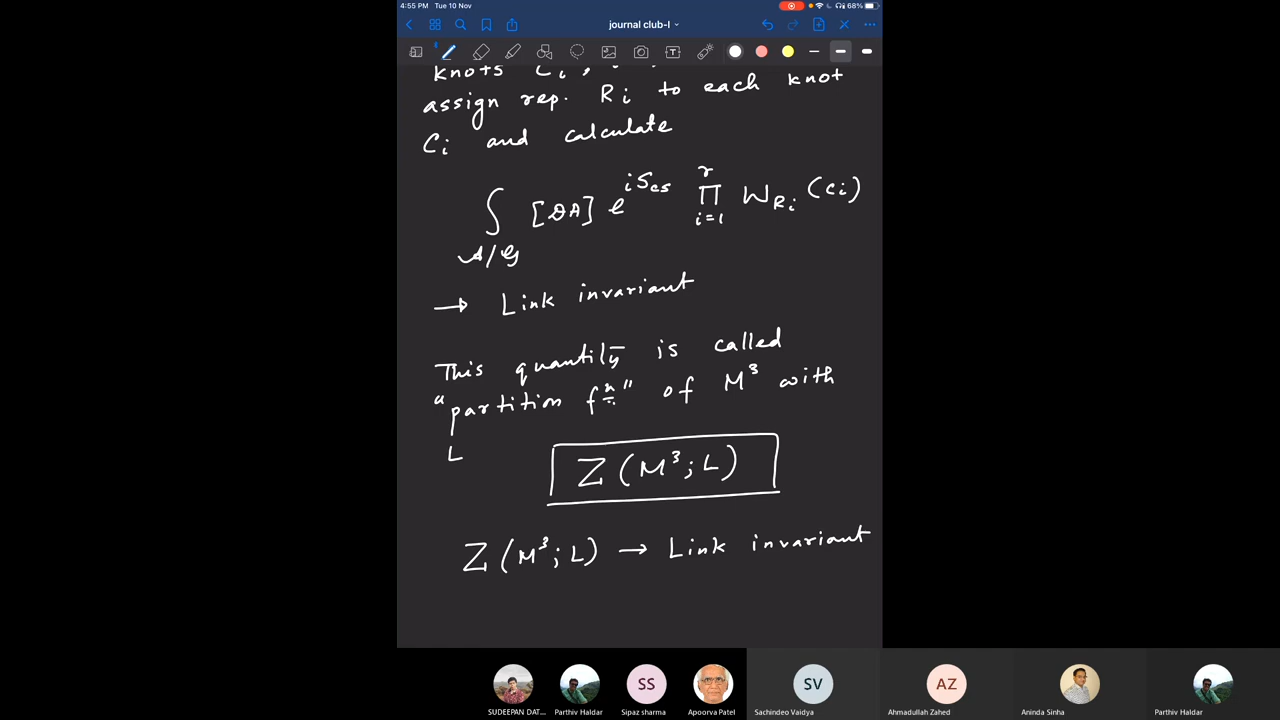 4:55 PM Tue 10 Nov
68%
journal club-I
knots Ci,
assign rep. Ri to each knot
Ci and calculate
∫ [DA] e^{iScs} ∏_{i=1}^{r} W_{Ri} (Ci)
A/G
→ Link invariant
This quantity is called
"partition f^n" of M³ with
L
Z (M³; L)
Z (M³; L) → Link invariant
SS
SV
AZ
SUDEEPAN DAT...
Parthiv Haldar
Sipaz sharma
Apoorva Patel
Sachindeo Vaidya
Ahmadullah Zahed
Aninda Sinha
Parthiv Haldar